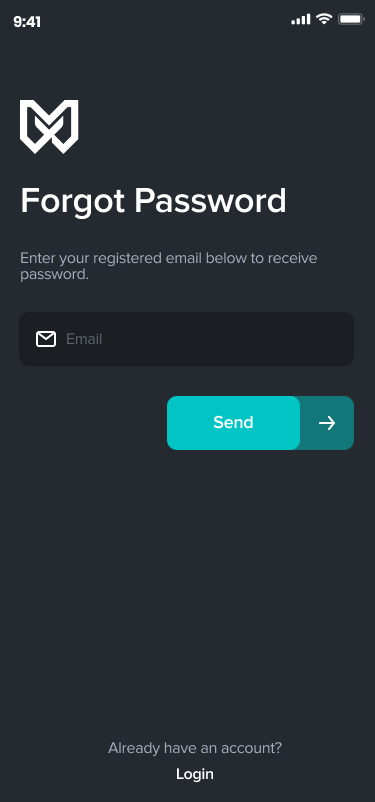 9:41
Forgot Password
Enter your registered email below to receive
password.
Email
Send
Already have an account?
Login